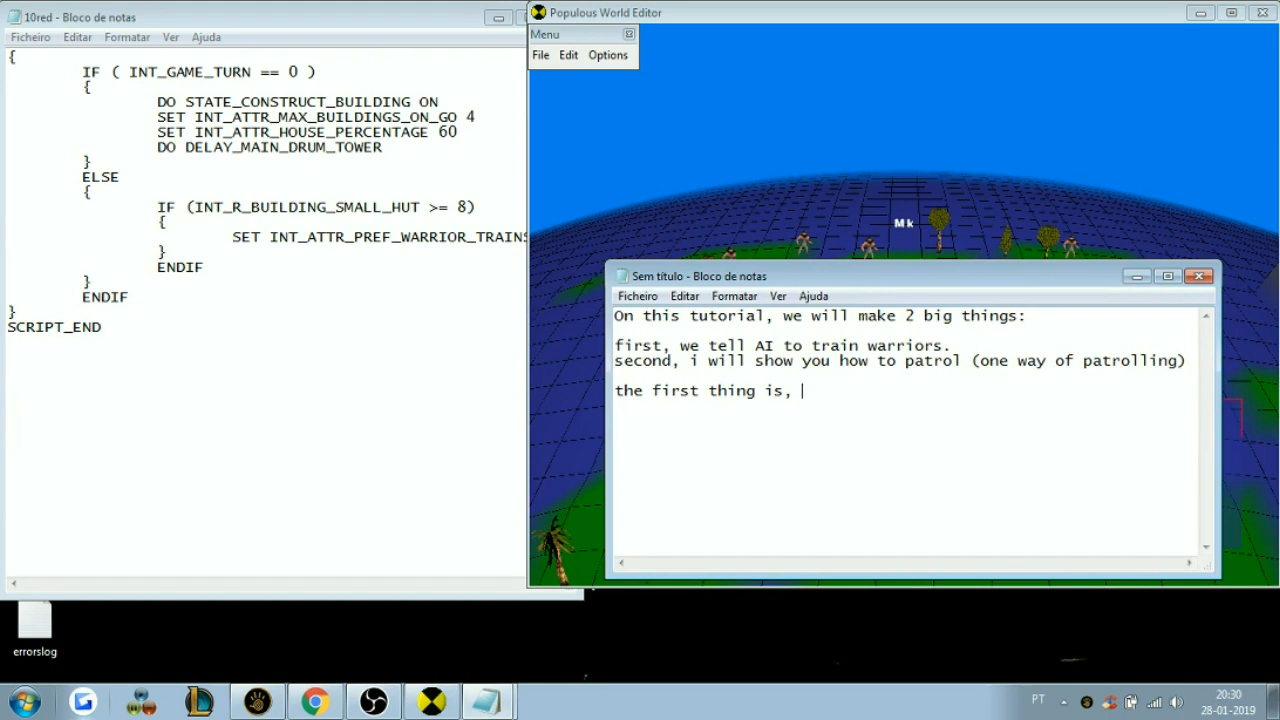 10red - Bloco de notas
Ficheiro Editar Formatar Ver Ajuda
{
IF ( INT_GAME_TURN == 0 )
{
DO STATE_CONSTRUCT_BUILDING ON
SET INT_ATTR_MAX_BUILDINGS_ON_GO 4
SET INT_ATTR_HOUSE_PERCENTAGE 60
DO DELAY_MAIN_DRUM_TOWER
}
ELSE
{
IF (INT_R_BUILDING_SMALL_HUT >= 8)
{
SET INT_ATTR_PREF_WARRIOR_TRAINS
}
ENDIF
}
ENDIF
}
SCRIPT_END
Populous World Editor
Menu
File Edit Options
Mk
Sem título - Bloco de notas
Ficheiro Editar Formatar Ver Ajuda
On this tutorial, we will make 2 big things:
first, we tell AI to train warriors.
second, i will show you how to patrol (one way of patrolling)
the first thing is,
errorslog
PT
20:30
28-01-2019